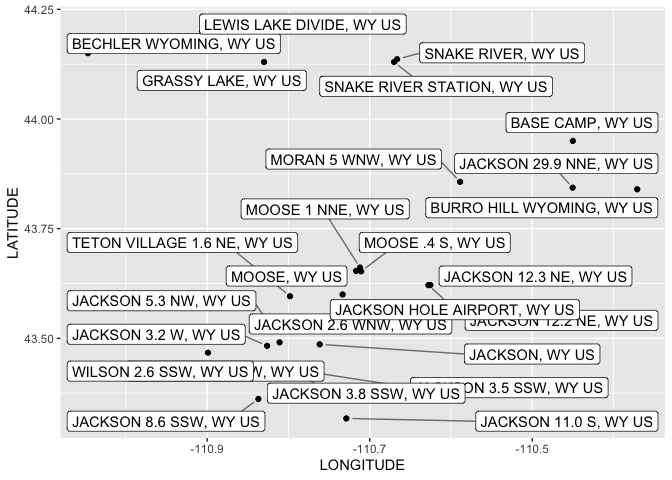 44.25
LEWIS LAKE DIVIDE, WY US
BECHLER WYOMING, WY US
SNAKE RIVER, WY US
GRASSY LAKE, WY US
SNAKE RIVER STATION, WY US
44.00
BASE CAMP, WY US
MORAN 5 WNW, WY US
JACKSON 29.9 NNE, WY US
BURRO HILL WYOMING, WY US
MOOSE 1 NNE, WY US
43.75
TETON VILLAGE 1.6 NE, WY US
MOOSE .4 S, WY US
MOOSE, WY US
JACKSON 12.3 NE, WY US
JACKSON 5.3 NW, WY US
JACKSON HOLE AIRPORT, WY US
JACKSON 12.2 NE, WY US
JACKSON 2.6 WNW, WY US
43.50
JACKSON 3.2 W, WY US
JACKSON, WY US
WILSON 2.6 SSW, WY US
W, WY US
3.5 SSW, WY US
JACKSON 3.8 SSW, WY US
JACKSON 8.6 SSW, WY US
JACKSON 11.0 S, WY US
-110.9
-110.7
-110.5
LONGITUDE
LATITUDE